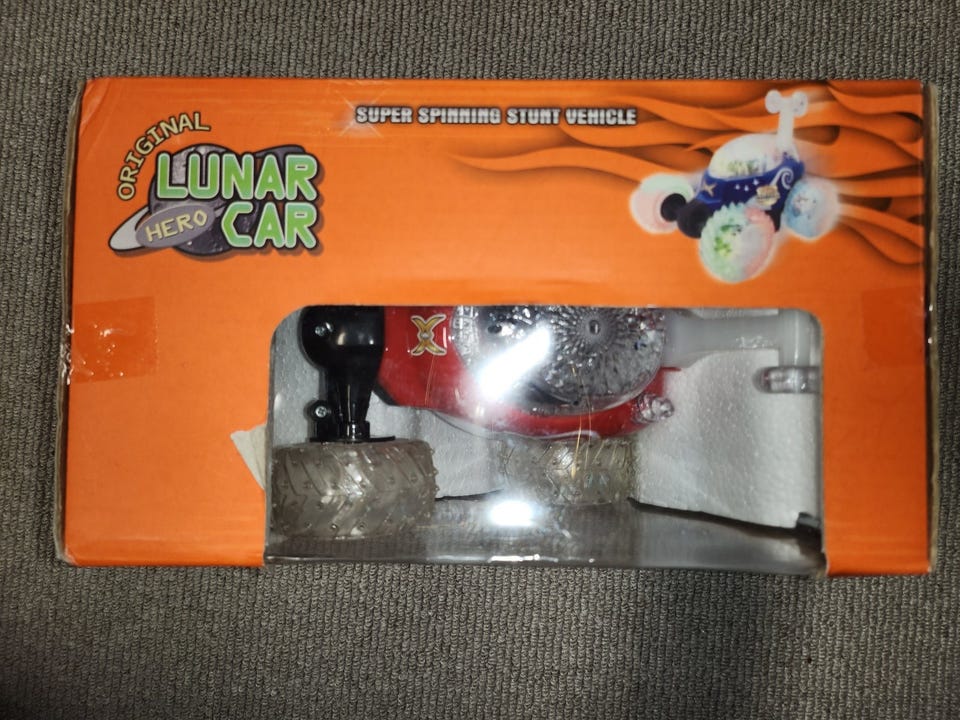 SUPER SPINNING STUNT VEHICLE
ORIGINAL
LUNAR
HERO
CAR
X